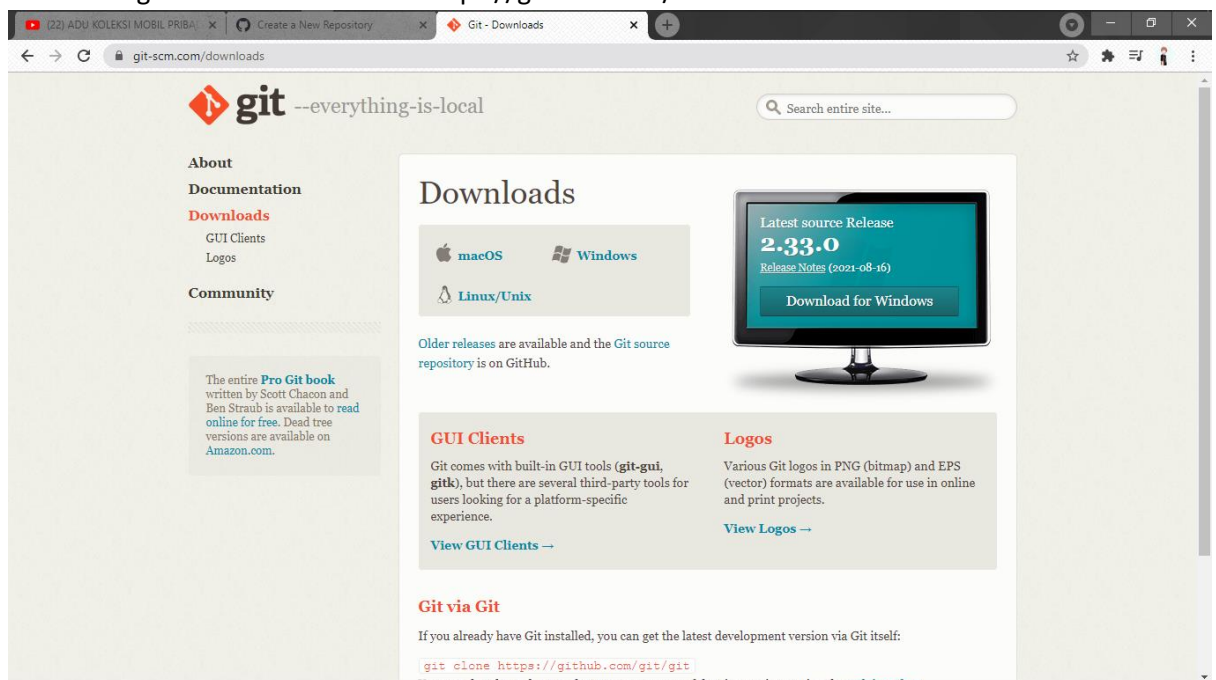 (22) ADU KOLEKSI MOBIL PRIBA
Create a New Repository
Git - Downloads
git-scm.com/downloads
git --everything-is-local
Search entire site...
About
Documentation
Downloads
GUI Clients
Logos
Community
The entire Pro Git book
written by Scott Chacon and
Ben Straub is available to read
online for free. Dead tree
versions are available on
Amazon.com.
Downloads
macOS
Windows
Linux/Unix
Older releases are available and the Git source
repository is on GitHub.
Latest source Release
2.33.0
Release Notes (2021-08-16)
Download for Windows
GUI Clients
Git comes with built-in GUI tools (git-gui,
gitk), but there are several third-party tools for
users looking for a platform-specific
experience.
View GUI Clients →
Logos
Various Git logos in PNG (bitmap) and EPS
(vector) formats are available for use in online
and print projects.
View Logos →
Git via Git
If you already have Git installed, you can get the latest development version via Git itself:
git clone https://github.com/git/git